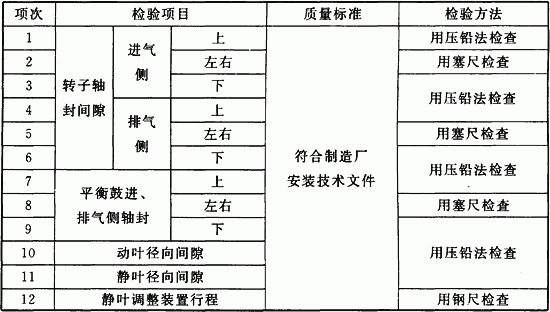 项次 检验项目 质量标准 检验方法
1 转子轴封间隙 进气侧 上 符合制造厂安装技术文件 用压铅法检查
2 左右 用塞尺检查
3 下 用压铅法检查
4 排气侧 上
5 左右 用塞尺检查
6 下 用压铅法检查
7 平衡鼓进、排气侧轴封 上
8 左右 用塞尺检查
9 下 用压铅法检查
10 动叶径向间隙
11 静叶径向间隙
12 静叶调整装置行程 用钢尺检查